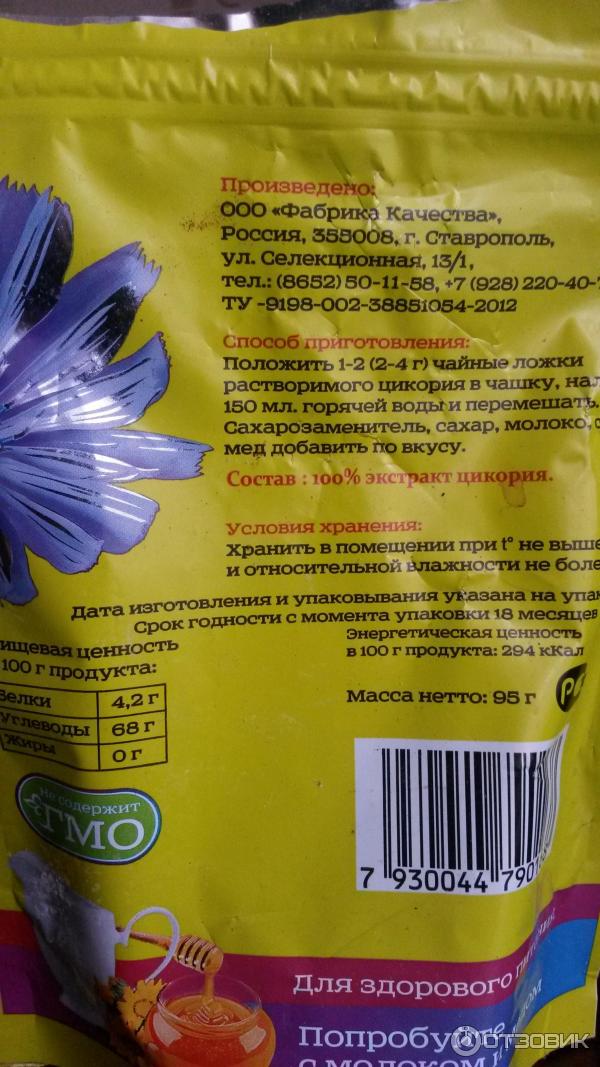 Произведено:
ООО «Фабрика Качества»,
Россия, 355008, г. Ставрополь,
ул. Селекционная, 13/1,
тел.: (8652) 50-11-58, +7 (928) 220-40-
ТУ -9198-002-38851054-2012
Способ приготовления:
Положить 1-2 (2-4 г) чайные ложки
растворимого цикория в чашку, нал
150 мл. горячей воды и перемешать.
Сахарозаменитель, сахар, молоко,
мед добавить по вкусу.
Состав : 100% экстракт цикория.
Условия хранения:
Хранить в помещении при t° не выше
и относительной влажности не боле
Дата изготовления и упаковывания указана на упак
Срок годности с момента упаковки 18 месяцев
ищевая ценность
100 г продукта:
Белки 4,2 г
Углеводы 68 г
Жиры 0 г
Энергетическая ценность
в 100 г продукта: 294 кКал
Масса нетто: 95 г
Не содержит
ГМО
7 930044 790
Для здорового
Попробуйте
с молоком и
ОТЗОВИК